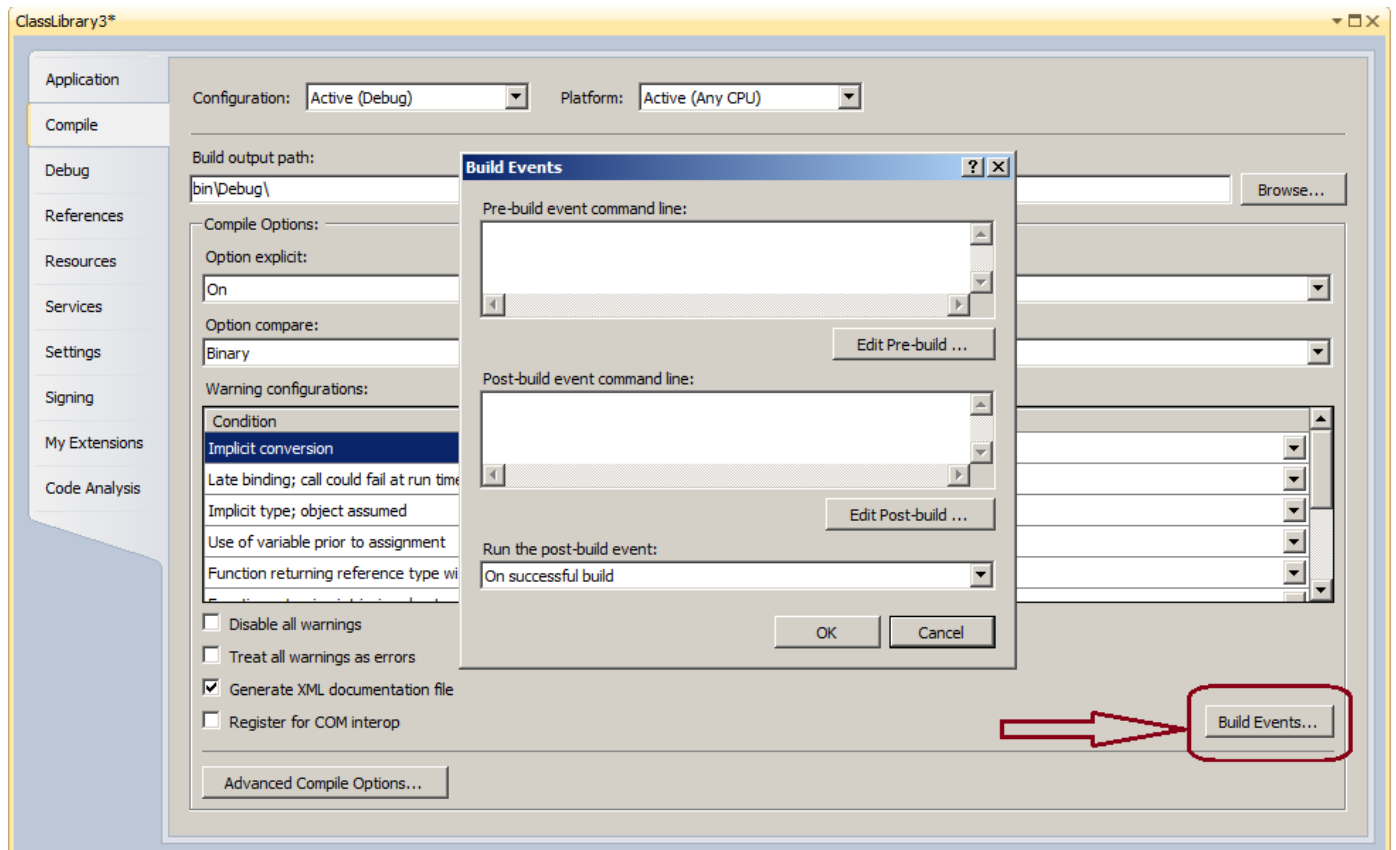 ClassLibrary3*
Application
Compile
Debug
References
Resources
Services
Settings
Signing
My Extensions
Code Analysis
Configuration: Active (Debug) Platform: Active (Any CPU)
Build output path:
bin\Debug\ Browse...
Compile Options:
Option explicit:
On
Option compare:
Binary
Warning configurations:
Condition
Implicit conversion
Late binding; call could fail at run time
Implicit type; object assumed
Use of variable prior to assignment
Function returning reference type wi
Disable all warnings
Treat all warnings as errors
Generate XML documentation file
Register for COM interop
Build Events...
Advanced Compile Options...
Build Events
Pre-build event command line:
Edit Pre-build ...
Post-build event command line:
Edit Post-build ...
Run the post-build event:
On successful build
OK Cancel